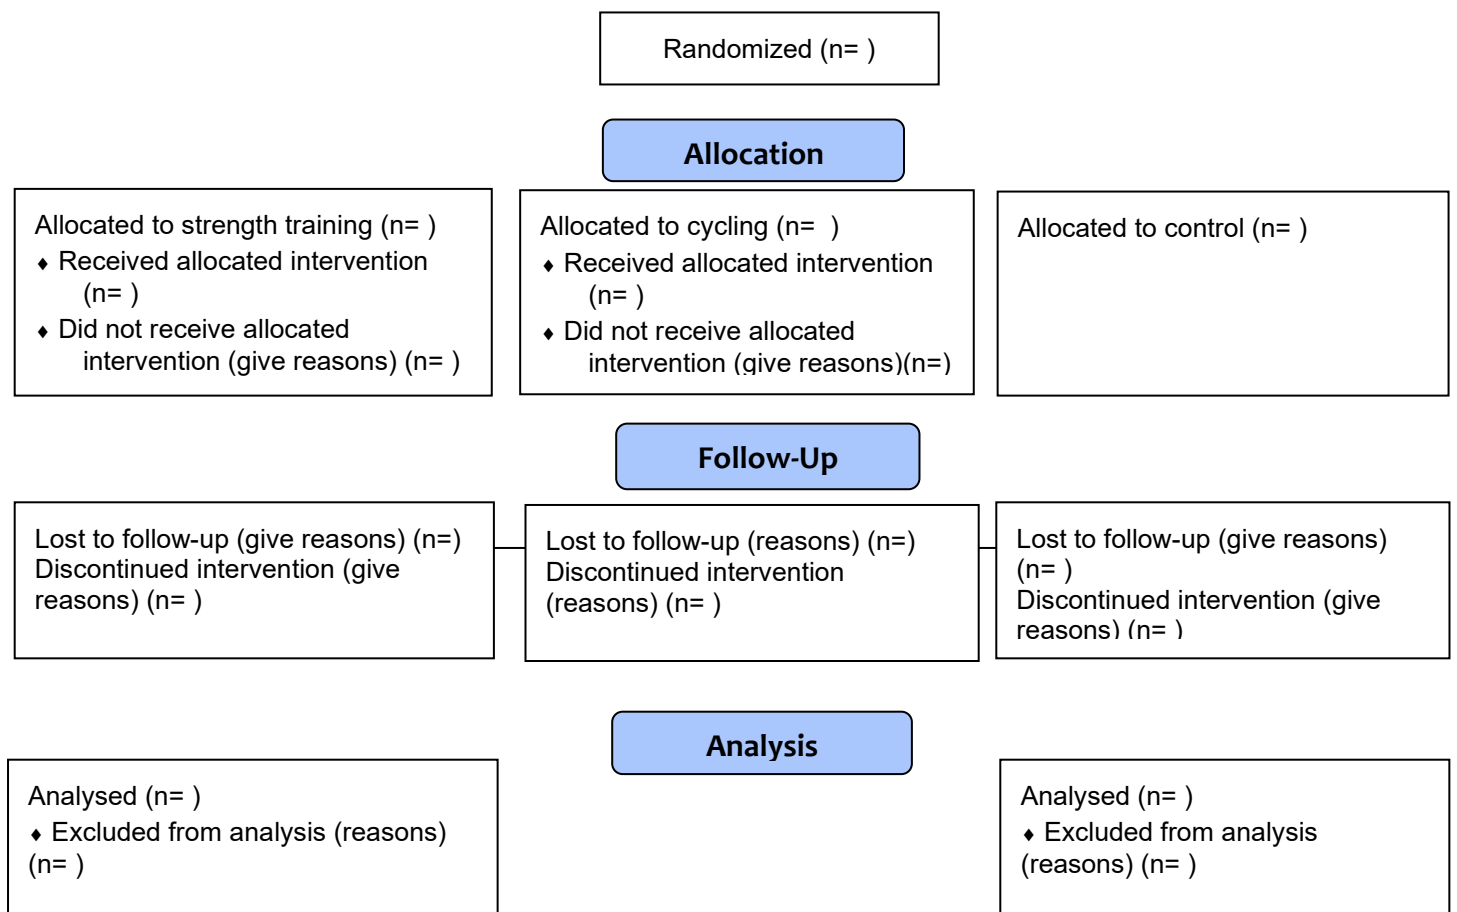 Randomized (n= )
Allocation
Allocated to strength training (n= )
♦ Received allocated intervention
(n= )
♦ Did not receive allocated
intervention (give reasons) (n= )
Allocated to cycling (n=  )
♦ Received allocated intervention
(n= )
♦ Did not receive allocated
intervention (give reasons)(n=)
Allocated to control (n= )
Follow-Up
Lost to follow-up (give reasons) (n=)
Discontinued intervention (give
reasons) (n= )
Lost to follow-up (reasons) (n=)
Discontinued intervention
(reasons) (n= )
Lost to follow-up (give reasons)
(n= )
Discontinued intervention (give
reasons) (n= )
Analysis
Analysed (n= )
♦ Excluded from analysis (reasons)
(n= )
Analysed (n= )
♦ Excluded from analysis
(reasons) (n= )